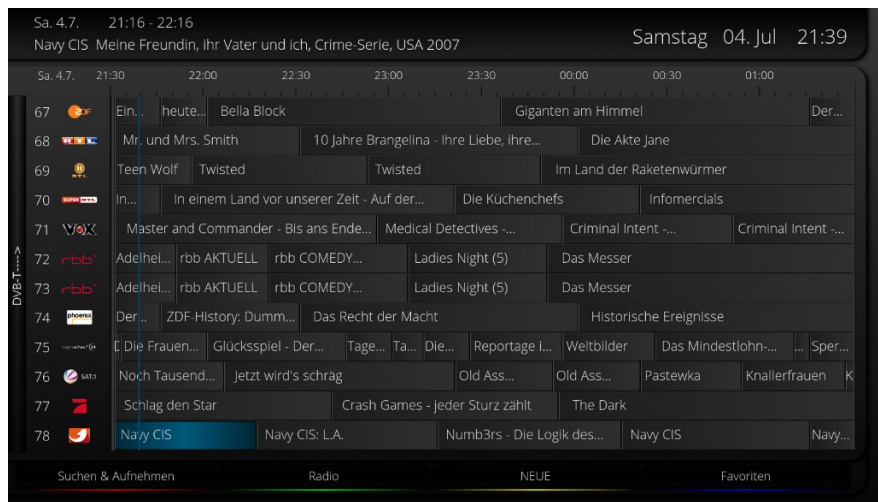 Sa. 4.7. 21:16 - 22:16
Navy CIS Meine Freundin, ihr Vater und ich, Crime-Serie, USA 2007
Samstag 04. Jul 21:39
Sa. 4.7. 21:30 22:00 22:30 23:00 23:30 00:00 00:30 01:00
67 ZDF Ein... heute... Bella Block Giganten am Himmel Der...
68 RTL Mr. und Mrs. Smith 10 Jahre Brangelina - Ihre Liebe, ihre... Die Akte Jane
69 Teen Wolf Twisted Twisted Im Land der Raketenwürmer
70 SUPER RTL In... In einem Land vor unserer Zeit - Auf der... Die Küchenchefs Infomercials
71 VOX Master and Commander - Bis ans Ende... Medical Detectives -... Criminal Intent -... Criminal Intent -...
72 rbb Adelhei... rbb AKTUELL rbb COMEDY... Ladies Night (5) Das Messer
73 rbb Adelhei... rbb AKTUELL rbb COMEDY... Ladies Night (5) Das Messer
74 phoenix Der... ZDF-History: Dumm... Das Recht der Macht Historische Ereignisse
75 Die Frauen... Glücksspiel - Der... Tage... Ta... Die... Reportage i... Weltbilder Das Mindestlohn-... ... Sper...
76 SAT.1 Noch Tausend... Jetzt wird's schräg Old Ass... Old Ass... Pastewka Knallerfrauen K
77 Schlag den Star Crash Games - jeder Sturz zählt The Dark
78 Navy CIS Navy CIS: L.A. Numb3rs - Die Logik des... Navy CIS Navy...
DVB-T---->
Suchen & Aufnehmen Radio NEUE Favoriten